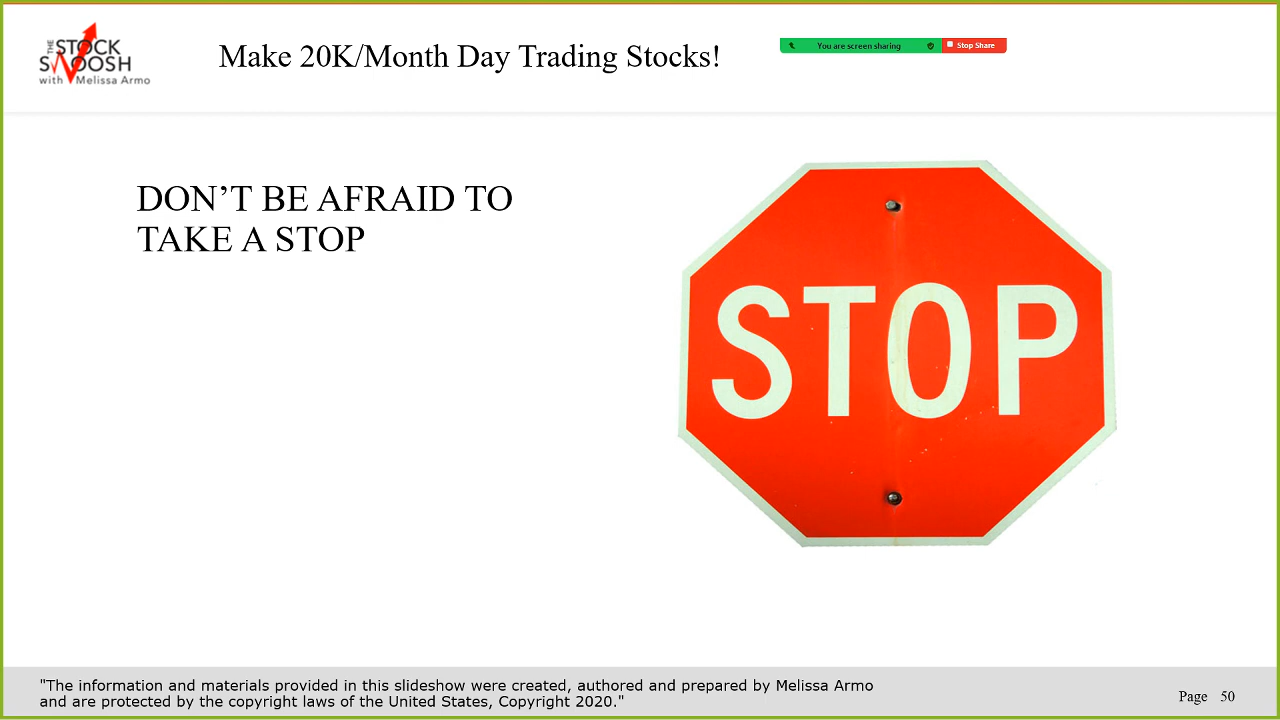 THE
STOCK
SWOOSH
with Melissa Armo
Make 20K/Month Day Trading Stocks!
You are screen sharing
Stop Share
DON’T BE AFRAID TO
TAKE A STOP
STOP
"The information and materials provided in this slideshow were created, authored and prepared by Melissa Armo
and are protected by the copyright laws of the United States, Copyright 2020."
Page 50